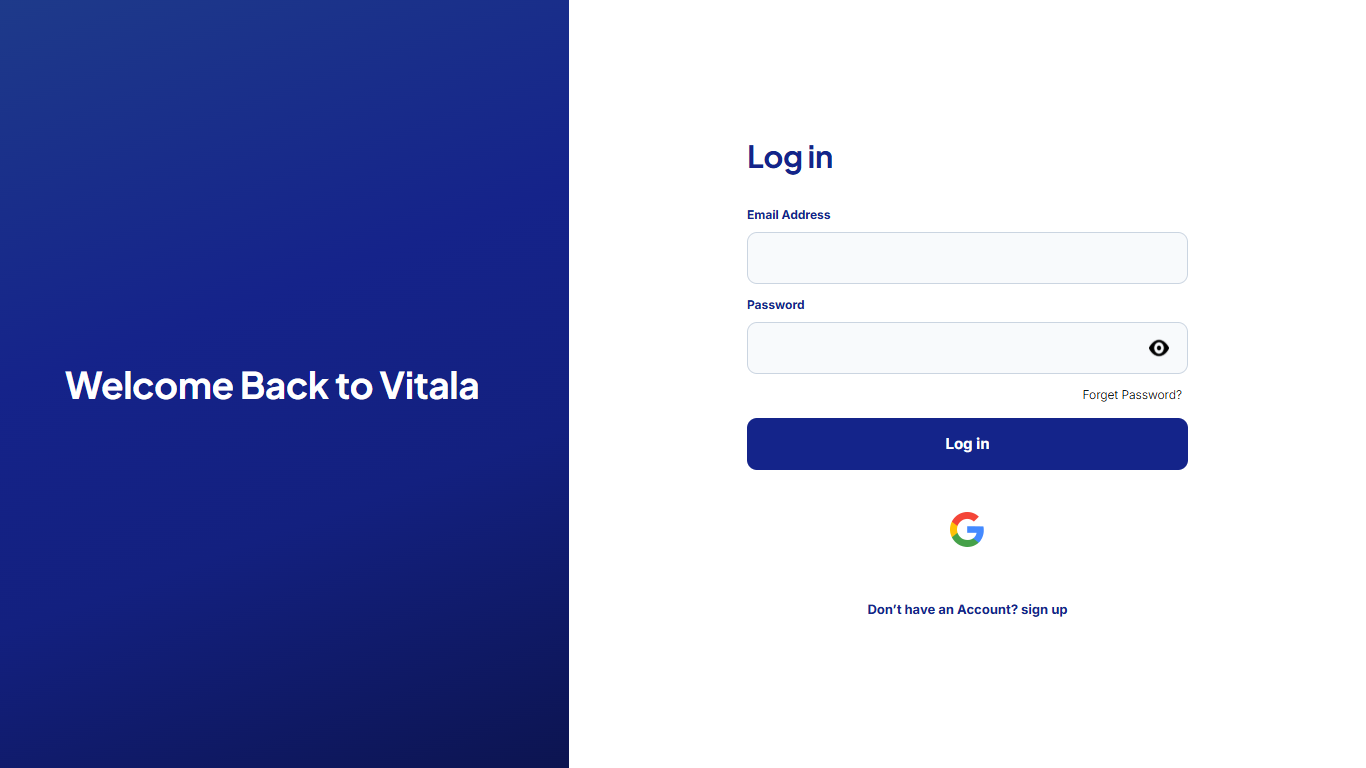 Welcome Back to Vitala
Log in
Email Address
Password
Forget Password?
Log in
Don’t have an Account? sign up